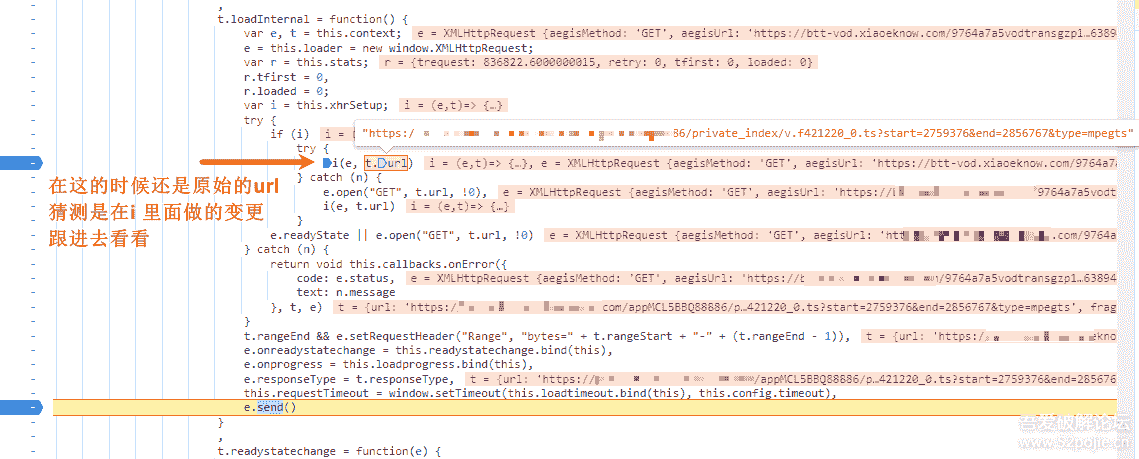 ,
t.loadInternal = function() {
var e, t = this.context; e = XMLHttpRequest {aegisMethod: 'GET', aegisUrl: 'https://btt-vod.xiaoeknow.com/9764a7a5vodtransgzp1…63894
e = this.loader = new window.XMLHttpRequest;
var r = this.stats; r = {trequest: 836822.6000000015, retry: 0, tfirst: 0, loaded: 0}
r.tfirst = 0,
r.loaded = 0;
var i = this.xhrSetup; i = (e,t)=> {…}
try {
if (i) i =
"https:/ 86/private_index/v.f421220_0.ts?start=2759376&end=2856767&type=mpegts"
try {
i(e, t.url) i = (e,t)=> {…}, e = XMLHttpRequest {aegisMethod: 'GET', aegisUrl: 'https://btt-vod.xiaoeknow.com/9764a7a5vodt
} catch (n) {
在这的时候还是原始的url
e.open("GET", t.url, !0), e = XMLHttpRequest {aegisMethod: 'GET', aegisUrl: 'https://b 9764a7a5vodt
猜测是在i 里面做的变更
i(e, t.url) i = (e,t)=> {…}
}
跟进去看看
e.readyState || e.open("GET", t.url, !0) e = XMLHttpRequest {aegisMethod: 'GET', aegisUrl: 'htt .com/9764a
} catch (n) {
return void this.callbacks.onError({
code: e.status, e = XMLHttpRequest {aegisMethod: 'GET', aegisUrl: 'https:// /9764a7a5vodtransgzp1…63894
text: n.message
}, t, e) t = {url: 'https:/ com/appMCL5BBQ88886/p…421220_0.ts?start=2759376&end=2856767&type=mpegts', frag
}
t.rangeEnd && e.setRequestHeader("Range", "bytes=" + t.rangeStart + "-" + (t.rangeEnd - 1)), t = {url: 'https:/
e.onreadystatechange = this.readystatechange.bind(this),
e.onprogress = this.loadprogress.bind(this),
e.responseType = t.responseType, t = {url: 'https:/ /appMCL5BBQ88886/p…421220_0.ts?start=2759376&end=285676
this.requestTimeout = window.setTimeout(this.loadtimeout.bind(this), this.config.timeout),
e.send()
}
吾爱破解论坛
,
www.52pojie.cn
t.readystatechange = function(e) {